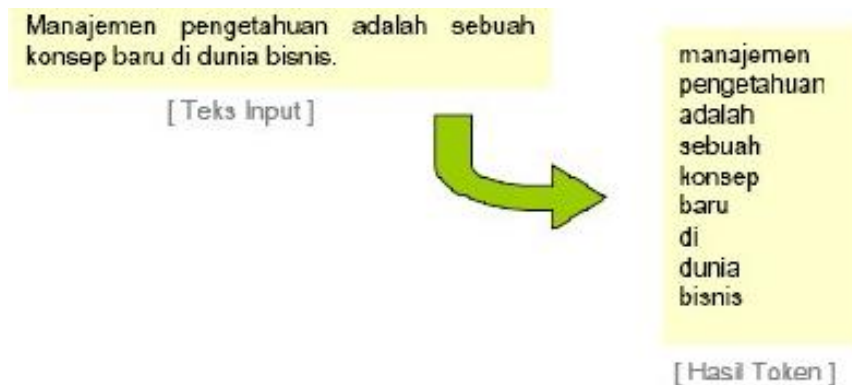 Manajemen pengetahuan adalah sebuah
konsep baru di dunia bisnis.
[ Teks Input ]
manajemen
pengetahuan
adalah
sebuah
konsep
baru
di
dunia
bisnis
[ Hasil Token ]